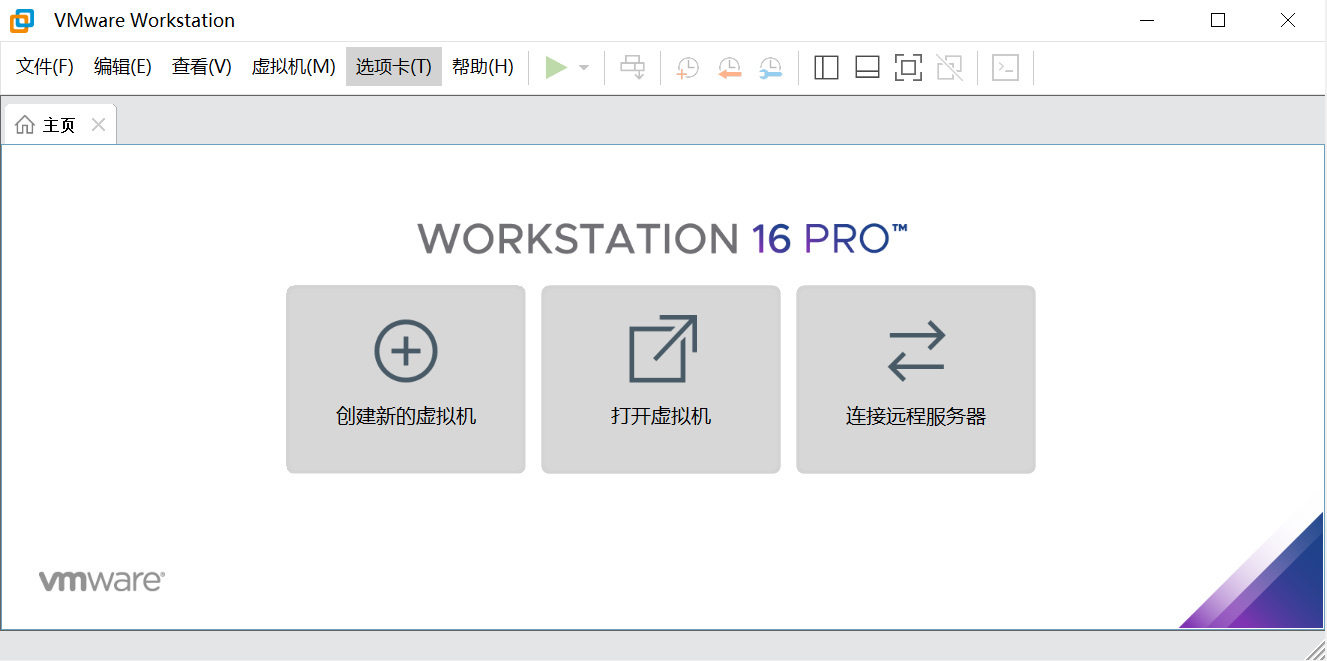 VMware Workstation
文件(F) 编辑(E) 查看(V) 虚拟机(M) 选项卡(T) 帮助(H)
主页
WORKSTATION 16 PRO™
创建新的虚拟机 打开虚拟机 连接远程服务器
vmware®